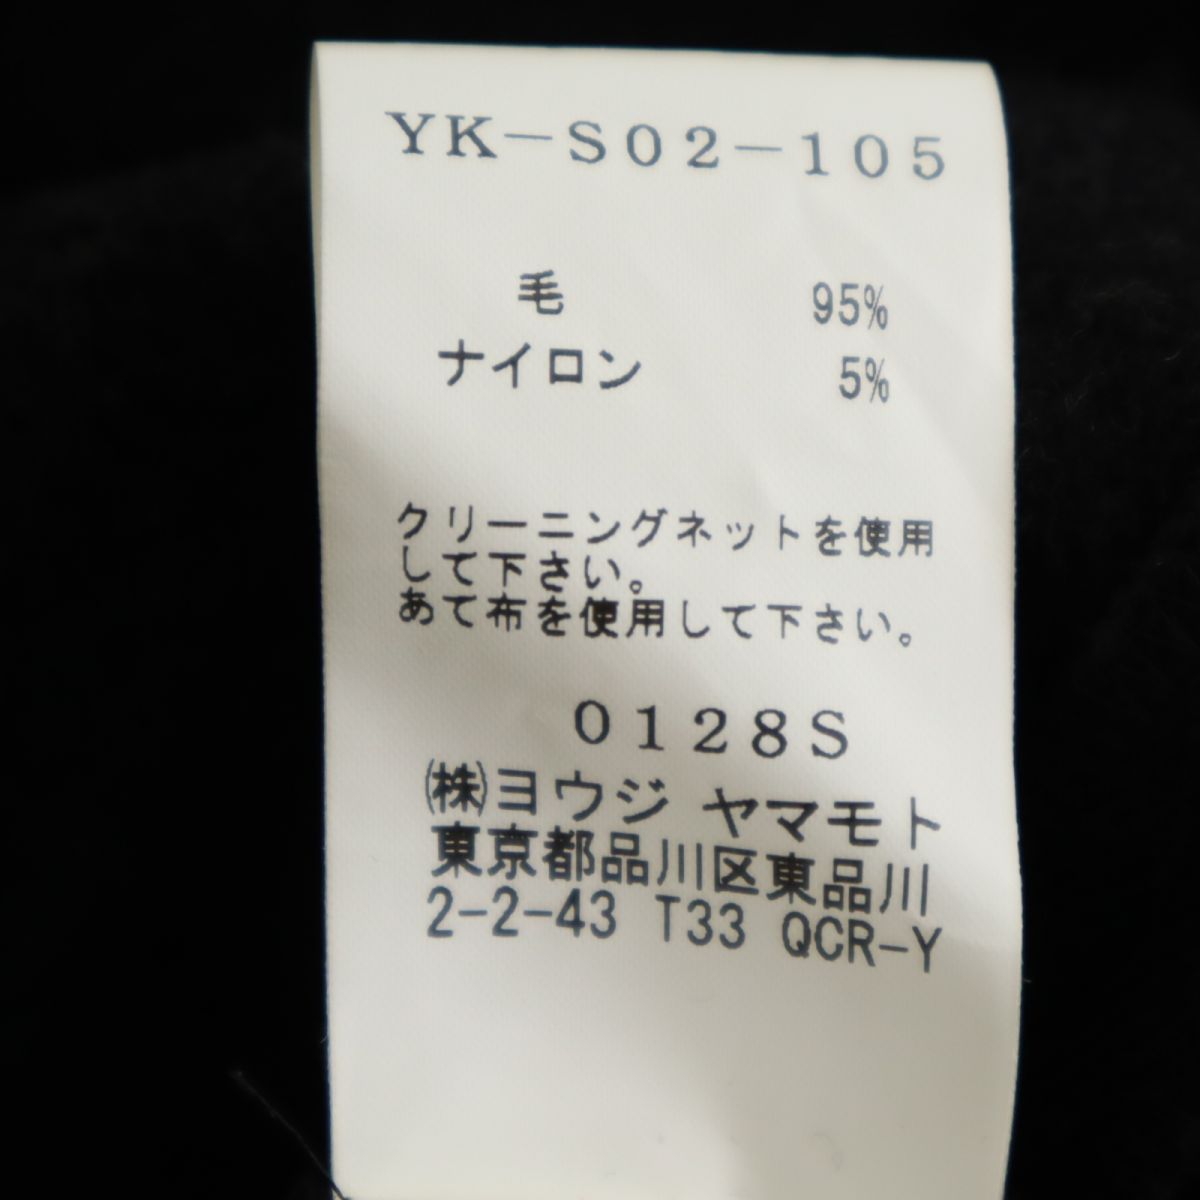 YK-S02-105
毛 95%
ナイロン 5%
クリーニングネットを使用
して下さい。
あて布を使用して下さい。
0128S
㈱ヨウジ ヤマモト
東京都品川区東品川
2-2-43 T33 QCR-Y